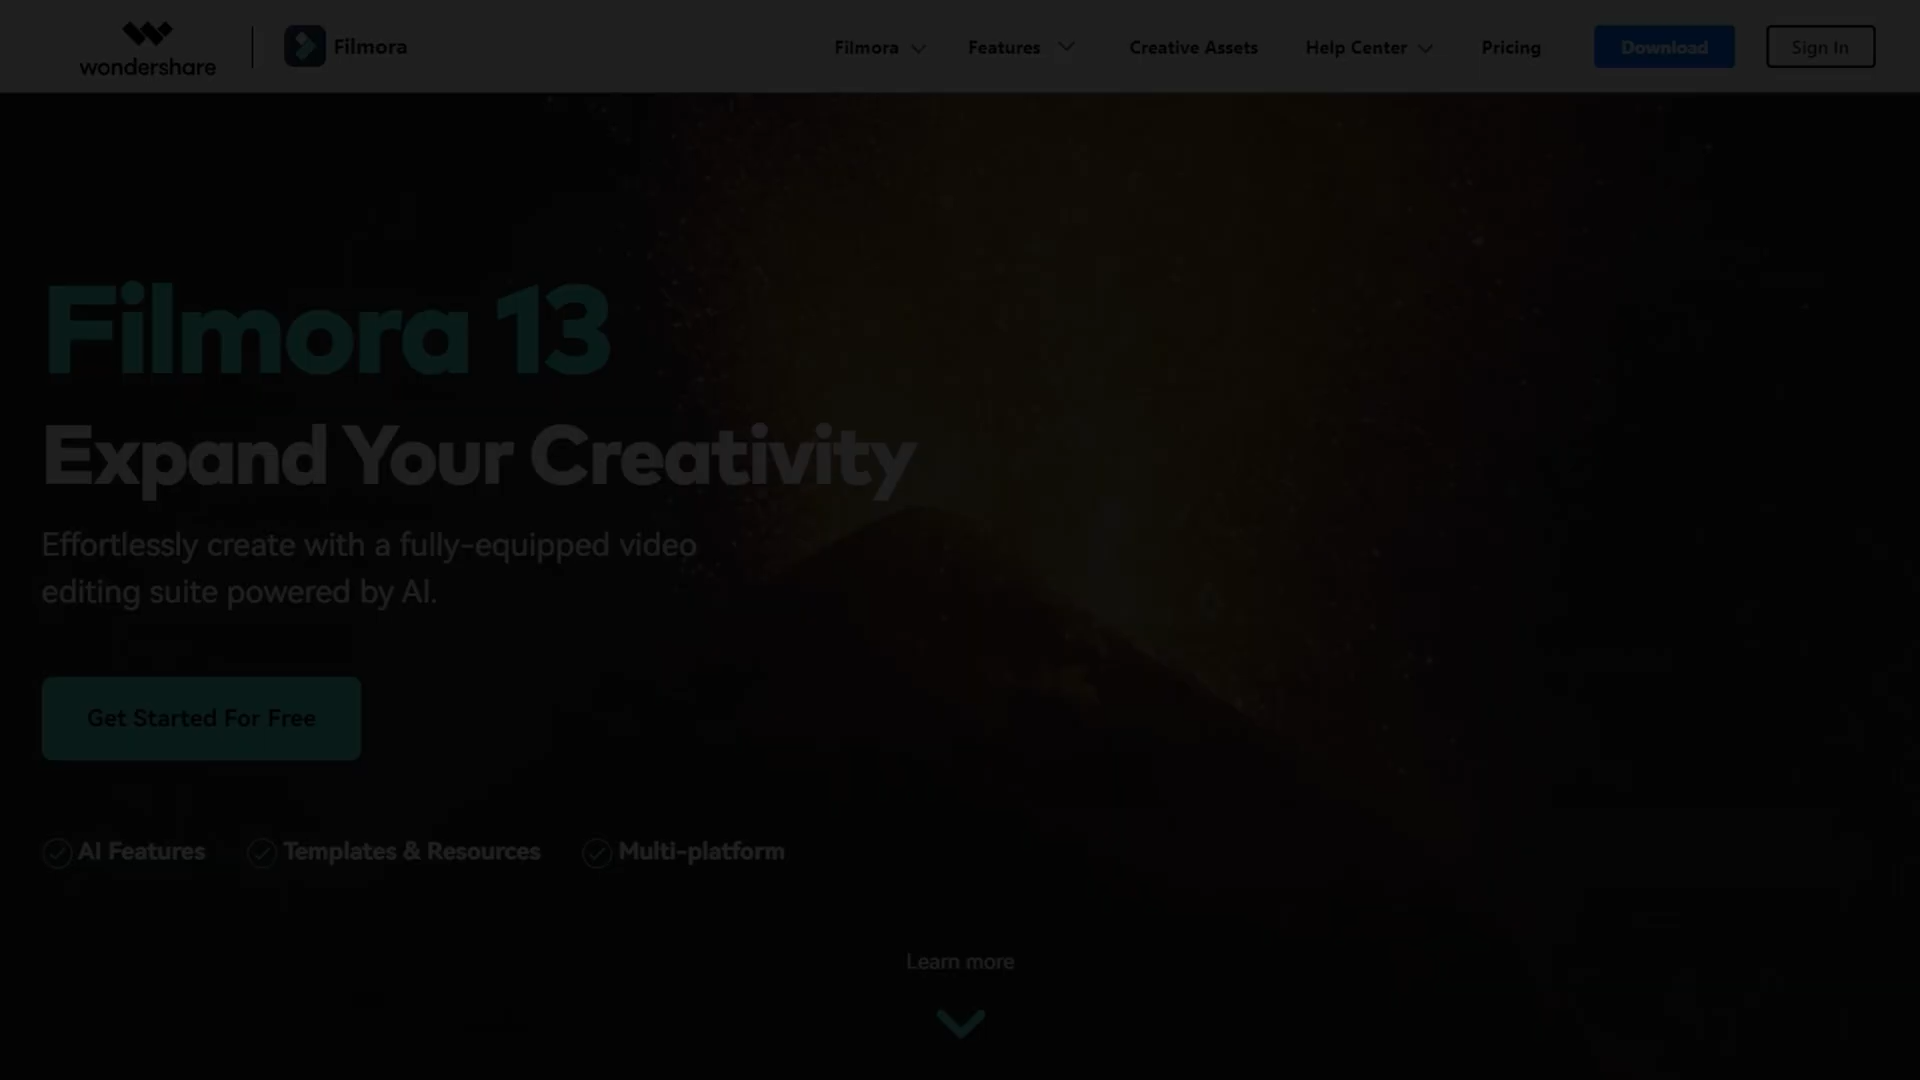 wondershare
Filmora
Filmora
Features
Creative Assets
Help Center
Pricing
Download
Sign In
Filmora 13
Expand Your Creativity
Effortlessly create with a fully-equipped video
editing suite powered by AI.
Get Started For Free
AI Features
Templates & Resources
Multi-platform
Learn more